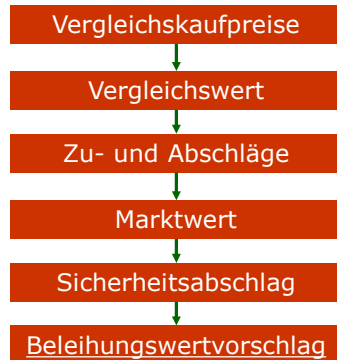 Vergleichskaufpreise
Vergleichswert
Zu- und Abschläge
Marktwert
Sicherheitsabschlag
Beleihungswertvorschlag